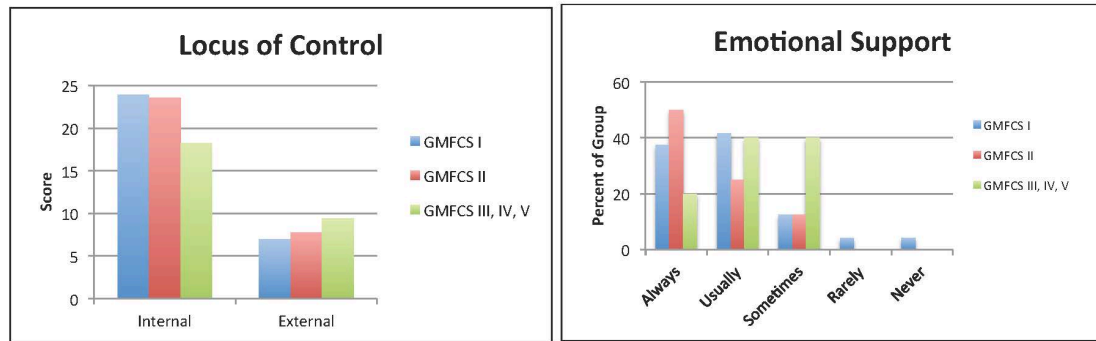 Locus of Control
25
20
15
10
5
0
Score
Internal
External
GMFCS I
GMFCS II
GMFCS III, IV, V
Emotional Support
60
40
20
0
Percent of Group
Always
Usually
Sometimes
Rarely
Never
GMFCS I
GMFCS II
GMFCS III, IV, V